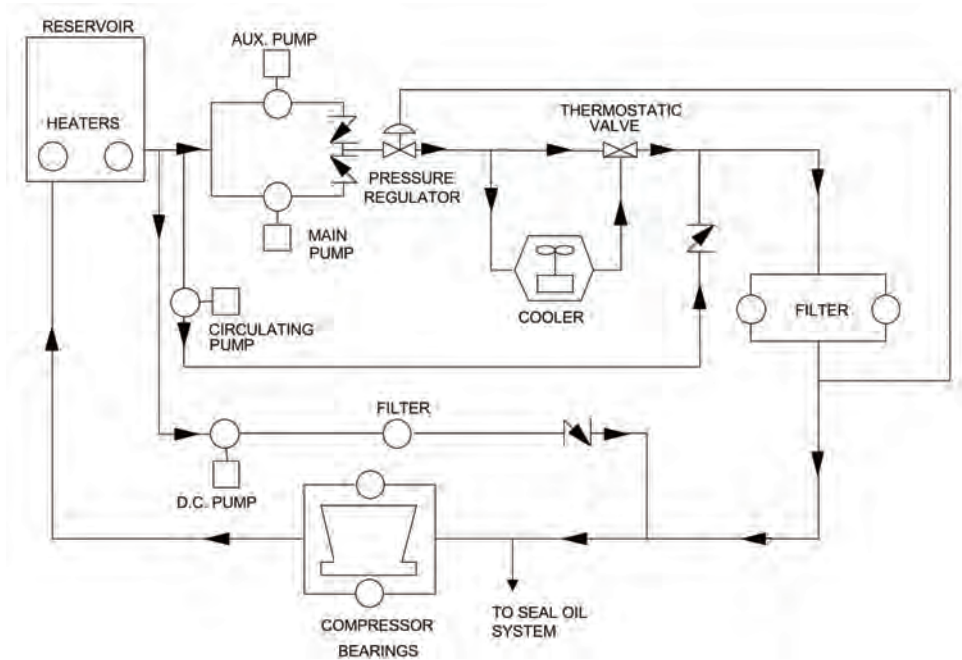 RESERVOIR
HEATERS
AUX. PUMP
MAIN
PUMP
PRESSURE
REGULATOR
THERMOSTATIC
VALVE
COOLER
FILTER
CIRCULATING
PUMP
FILTER
D.C. PUMP
COMPRESSOR
BEARINGS
TO SEAL OIL
SYSTEM